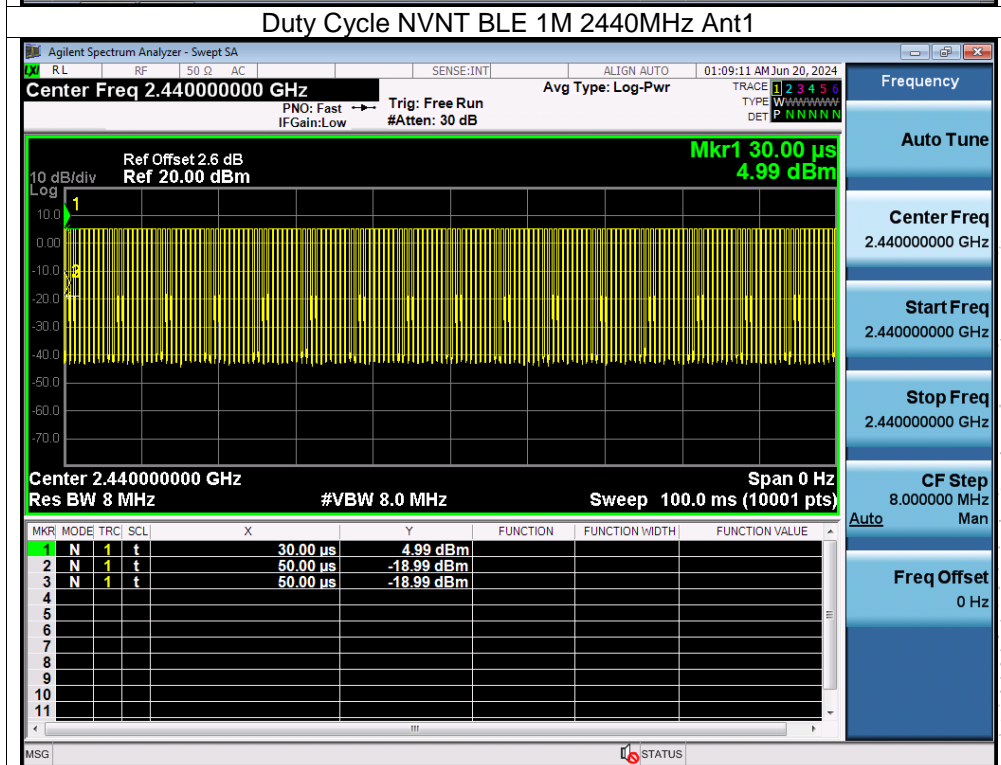 Duty Cycle NVNT BLE 1M 2440MHz Ant1
Agilent Spectrum Analyzer - Swept SA
LXI RL RF 50 Ω AC SENSE:INT ALIGN AUTO 01:09:11 AM Jun 20, 2024
Center Freq 2.440000000 GHz Avg Type: Log-Pwr TRACE 1 2 3 4 5 6
PNO: Fast Trig: Free Run TYPE WWWWWW
IFGain:Low #Atten: 30 dB DET P N N N N N
Mkr1 30.00 µs
4.99 dBm
Ref Offset 2.6 dB
10 dB/div Ref 20.00 dBm
Log
1
10.0
0.00
-10.0
2
-20.0
-30.0
-40.0
-50.0
-60.0
-70.0
Center 2.440000000 GHz Span 0 Hz
Res BW 8 MHz #VBW 8.0 MHz Sweep 100.0 ms (10001 pts)
MKR MODE TRC SCL X Y FUNCTION FUNCTION WIDTH FUNCTION VALUE
1 N 1 t 30.00 µs 4.99 dBm
2 N 1 t 50.00 µs -18.99 dBm
3 N 1 t 50.00 µs -18.99 dBm
4
5
6
7
8
9
10
11
MSG STATUS
Frequency
Auto Tune
Center Freq
2.440000000 GHz
Start Freq
2.440000000 GHz
Stop Freq
2.440000000 GHz
CF Step
8.000000 MHz
Auto Man
Freq Offset
0 Hz